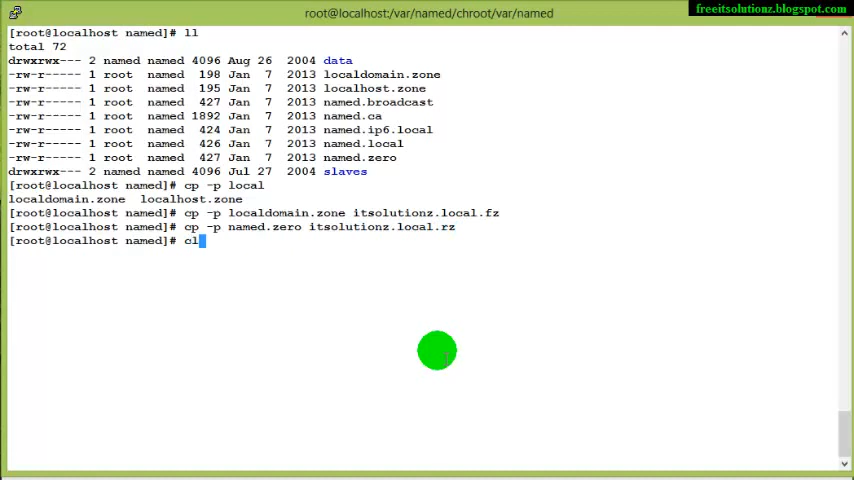 root@localhost:/var/named/chroot/var/named
freeitsolutionz.blogspot.com
[root@localhost named]# ll
total 72
drwxrwx--- 2 named named 4096 Aug 26  2004 data
-rw-r----- 1 root  named  198 Jan  7  2013 localdomain.zone
-rw-r----- 1 root  named  195 Jan  7  2013 localhost.zone
-rw-r----- 1 root  named  427 Jan  7  2013 named.broadcast
-rw-r----- 1 root  named 1892 Jan  7  2013 named.ca
-rw-r----- 1 root  named  424 Jan  7  2013 named.ip6.local
-rw-r----- 1 root  named  426 Jan  7  2013 named.local
-rw-r----- 1 root  named  427 Jan  7  2013 named.zero
drwxrwx--- 2 named named 4096 Jul 27  2004 slaves
[root@localhost named]# cp -p local
localdomain.zone  localhost.zone
[root@localhost named]# cp -p localdomain.zone itsolutionz.local.fz
[root@localhost named]# cp -p named.zero itsolutionz.local.rz
[root@localhost named]# cl